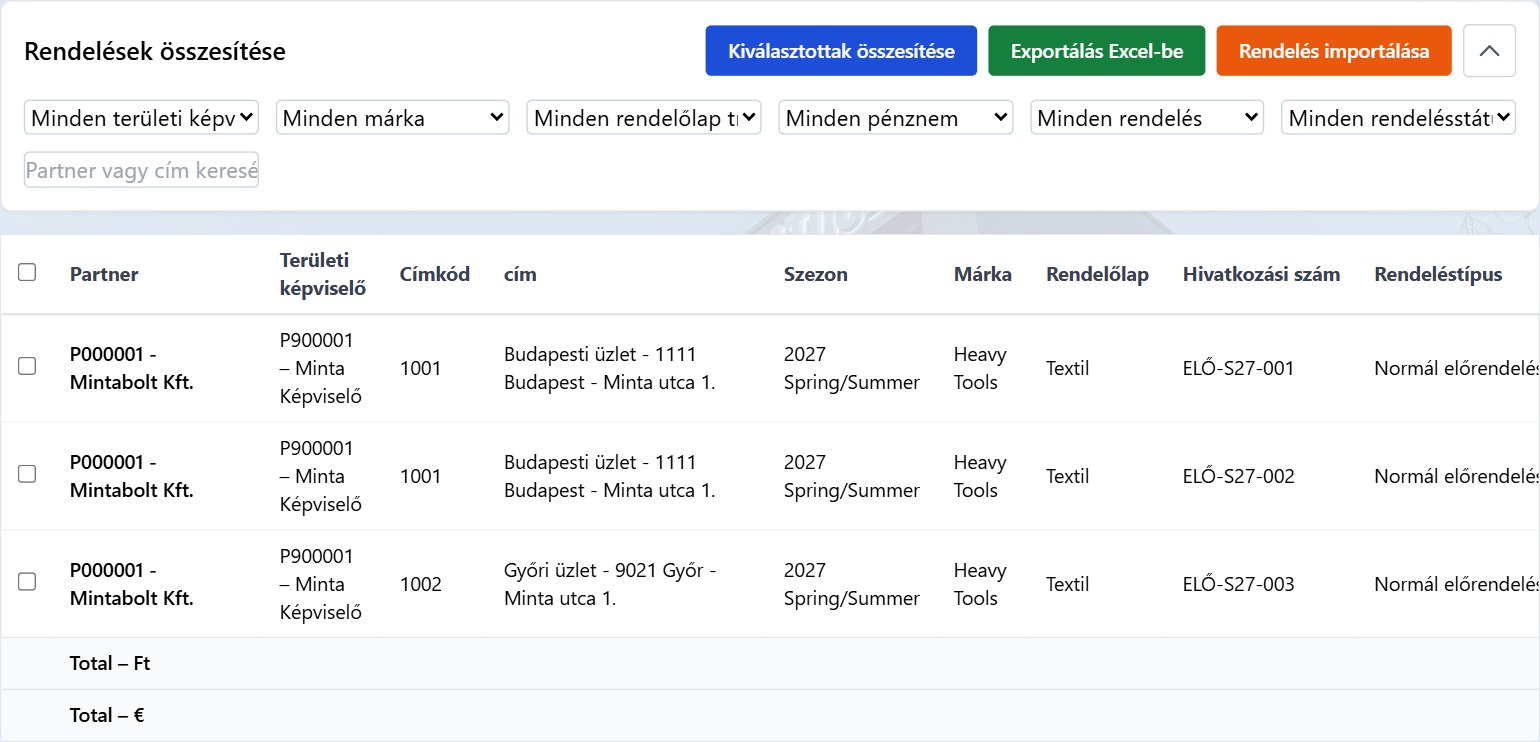 Rendelések összesítése
Kiválasztottak összesítése
Exportálás Excel-be
Rendelés importálása
Minden területi képv
Minden márka
Minden rendelőlap t
Minden pénznem
Minden rendelés
Minden rendelésstát
Partner vagy cím keresé
Partner
Területi
képviselő
Címkód
cím
Szezon
Márka
Rendelőlap
Hivatkozási szám
Rendeléstípus
P000001 -
Mintabolt Kft.
P900001
– Minta
Képviselő
1001
Budapesti üzlet - 1111
Budapest - Minta utca 1.
2027
Spring/Summer
Heavy
Tools
Textil
ELŐ-S27-001
Normál előrendelés
P000001 -
Mintabolt Kft.
P900001
– Minta
Képviselő
1001
Budapesti üzlet - 1111
Budapest - Minta utca 1.
2027
Spring/Summer
Heavy
Tools
Textil
ELŐ-S27-002
Normál előrendelés
P000001 -
Mintabolt Kft.
P900001
– Minta
Képviselő
1002
Győri üzlet - 9021 Győr -
Minta utca 1.
2027
Spring/Summer
Heavy
Tools
Textil
ELŐ-S27-003
Normál előrendelés
Total – Ft
Total – €